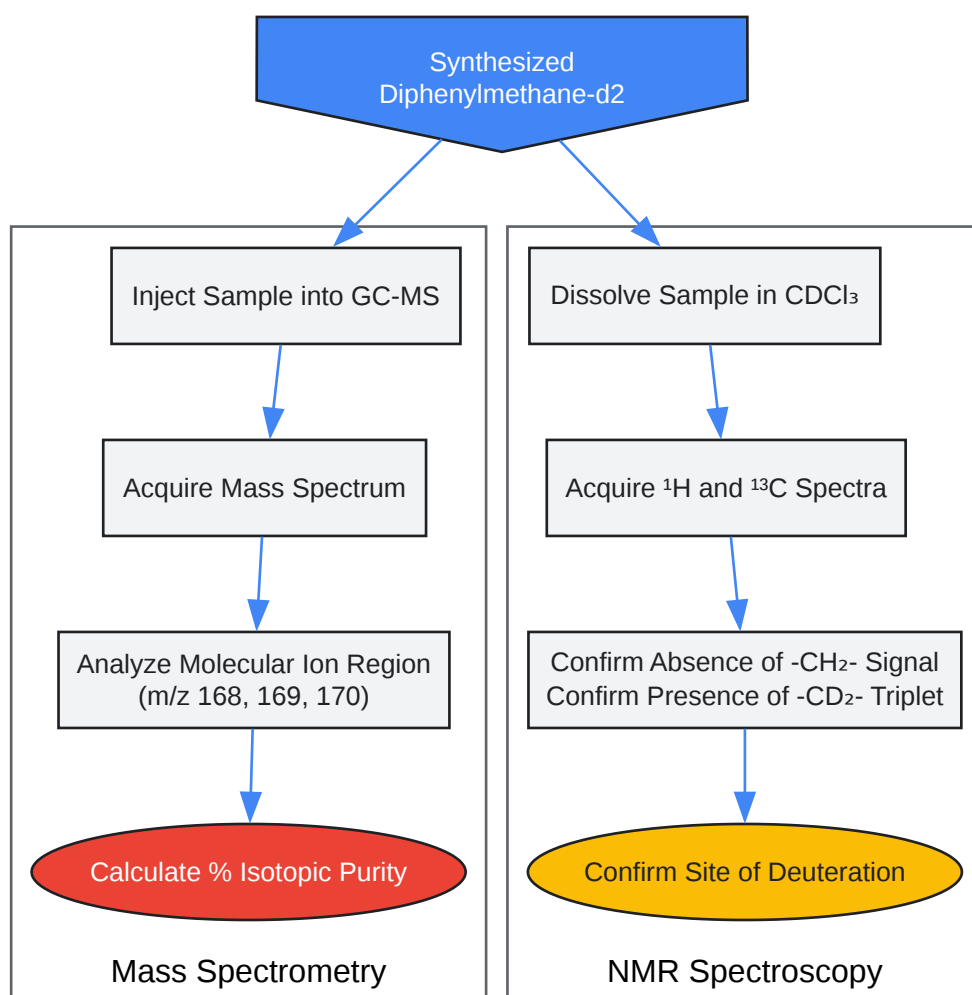 Synthesized
Diphenylmethane-d2
Inject Sample into GC-MS
Acquire Mass Spectrum
Analyze Molecular Ion Region
(m/z 168, 169, 170)
Calculate % Isotopic Purity
Mass Spectrometry
Dissolve Sample in CDCl₃
Acquire ¹H and ¹³C Spectra
Confirm Absence of -CH₂- Signal
Confirm Presence of -CD₂- Triplet
Confirm Site of Deuteration
NMR Spectroscopy